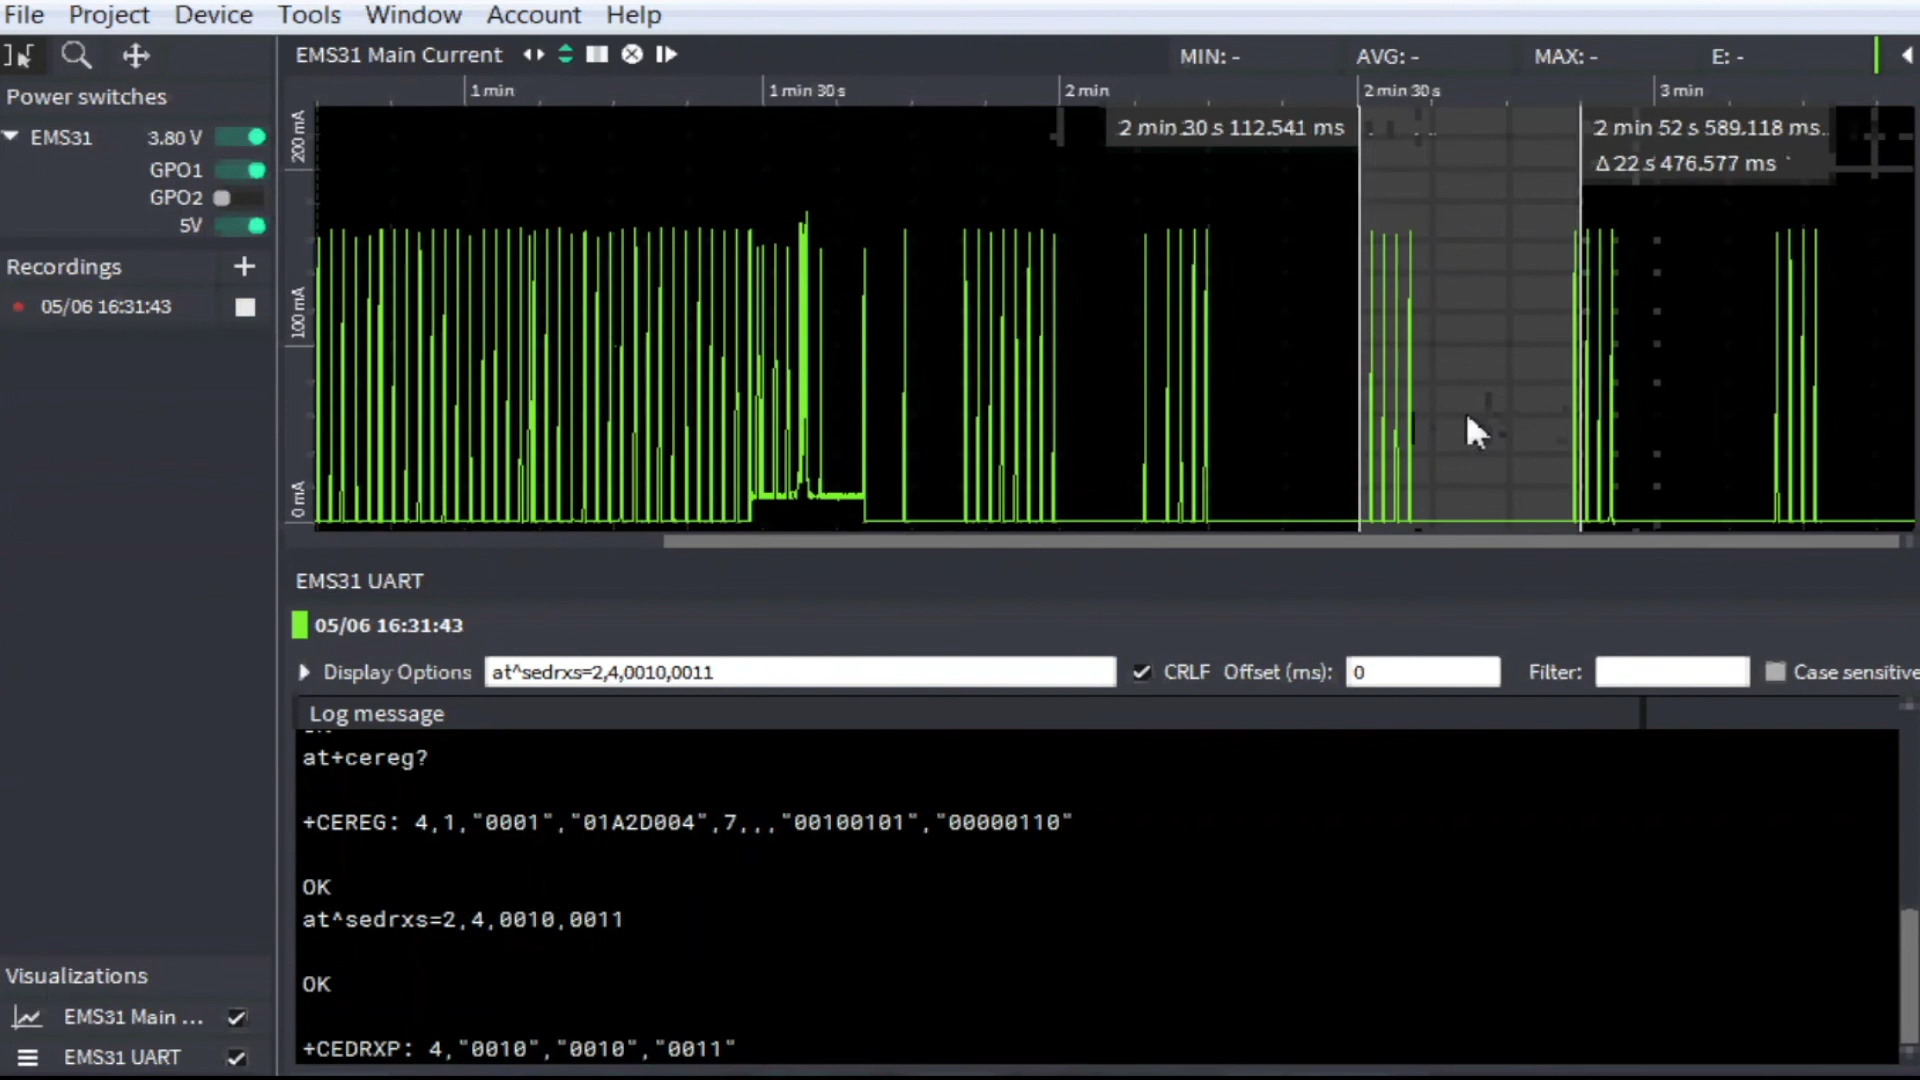 File Project Device Tools Window Account Help
EMS31 Main Current MIN: - AVG: - MAX: - E: -
Power switches
EMS31 3.80 V
GPO1
GPO2
5V
Recordings +
05/06 16:31:43
1 min 1 min 30 s 2 min 2 min 30 s 3 min
2 min 30 s 112.541 ms
2 min 52 s 589.118 ms..
Δ 22 s 476.577 ms
200 mA
100 mA
0 mA
EMS31 UART
05/06 16:31:43
Display Options at^sedrxs=2,4,0010,0011 CRLF Offset (ms): 0 Filter: Case sensitive
Log message
at+cereg?
+CEREG: 4,1,"0001","01A2D004",7,,,"00100101","00000110"
OK
at^sedrxs=2,4,0010,0011
OK
+CEDRXP: 4,"0010","0010","0011"
Visualizations
EMS31 Main ...
EMS31 UART